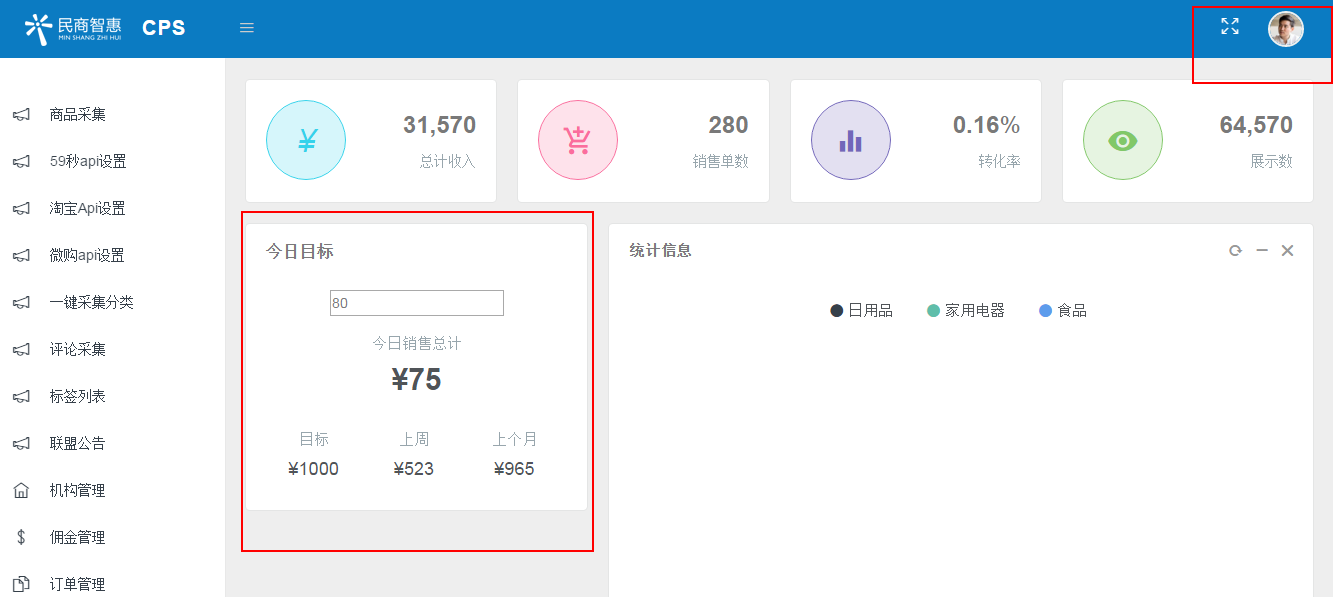 民商智惠
MIN SHANG ZHI HUI
CPS
商品采集
59秒api设置
淘宝Api设置
微购api设置
一键采集分类
评论采集
标签列表
联盟公告
机构管理
佣金管理
订单管理
31,570
总计收入
280
销售单数
0.16%
转化率
64,570
展示数
今日目标
80
今日销售总计
¥75
目标 上周 上个月
¥1000 ¥523 ¥965
统计信息
日用品 家用电器 食品